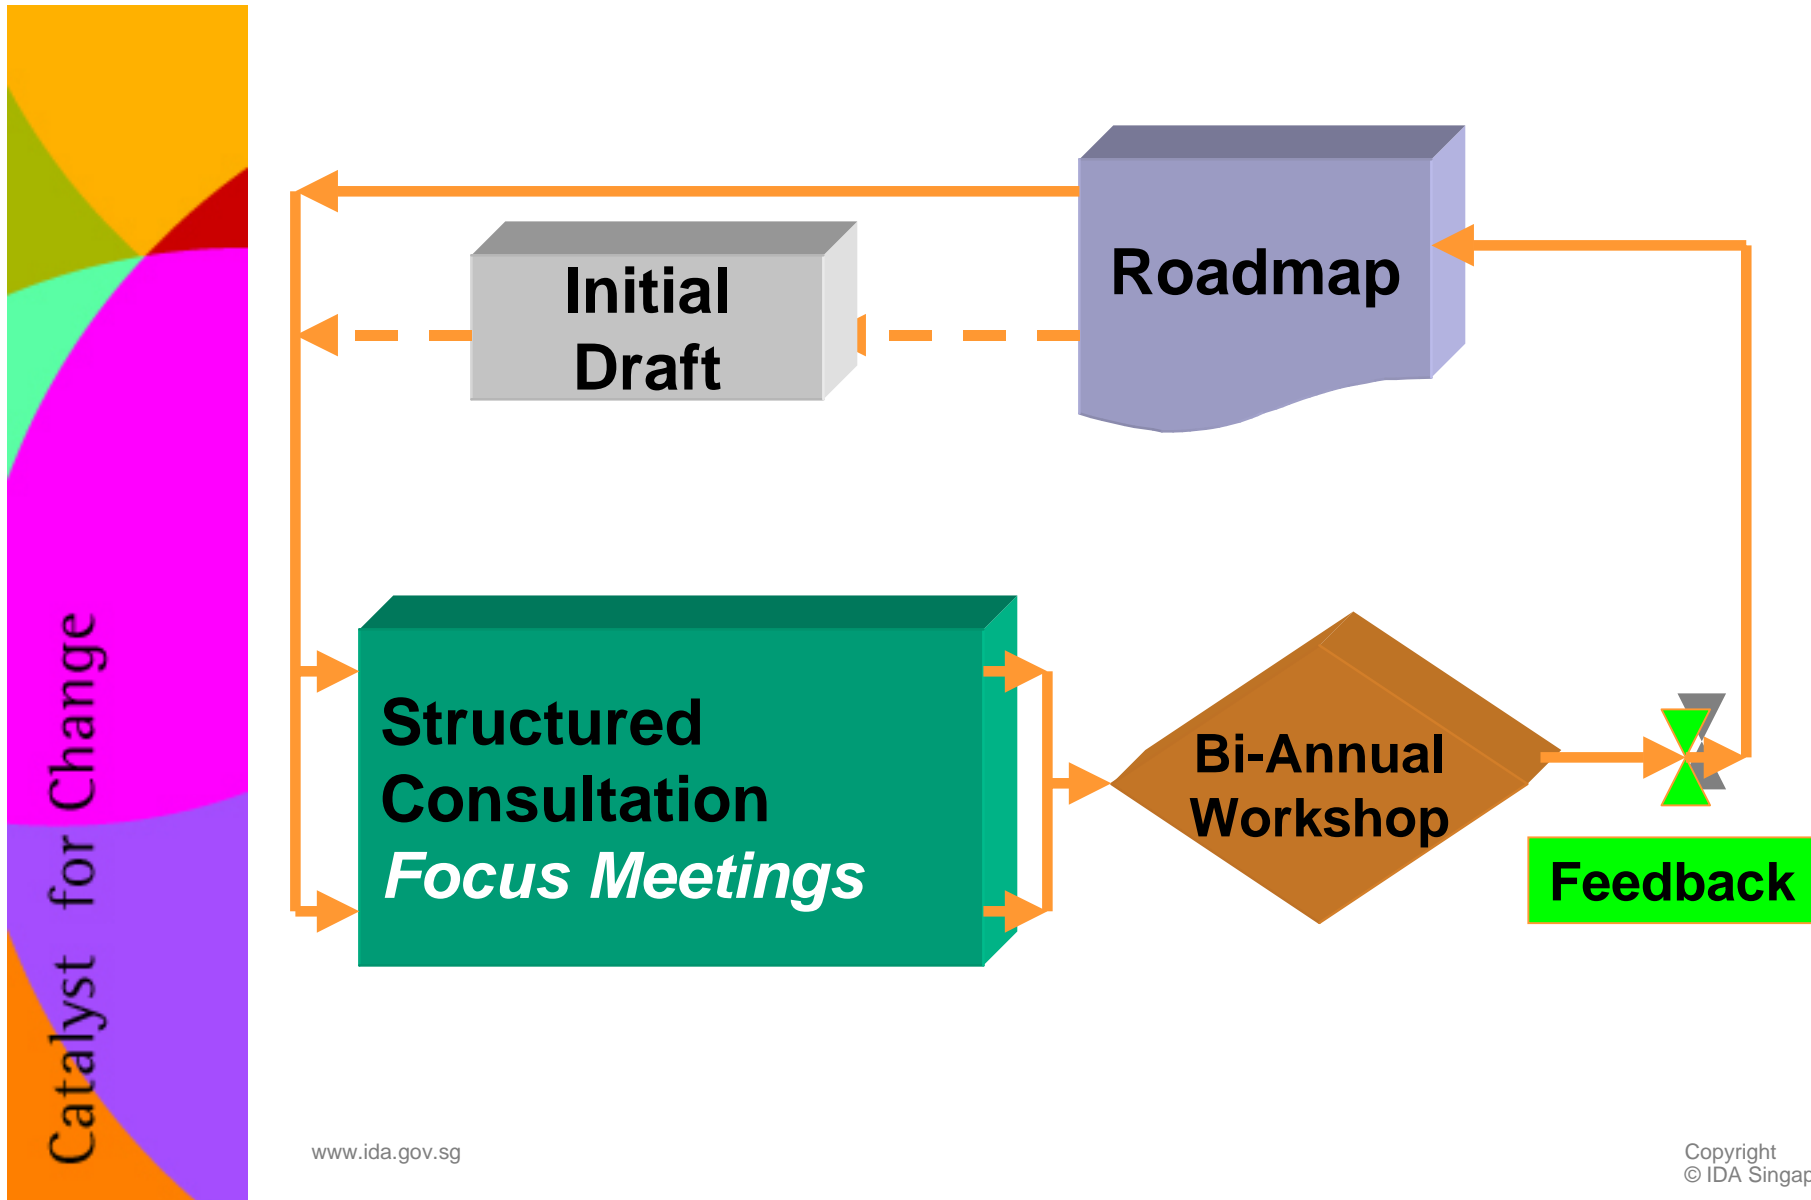 Catalyst for Change
Roadmap
Initial
Draft
Structured
Consultation
Focus Meetings
Bi-Annual
Workshop
Feedback
www.ida.gov.sg
Copyright
© IDA Singap